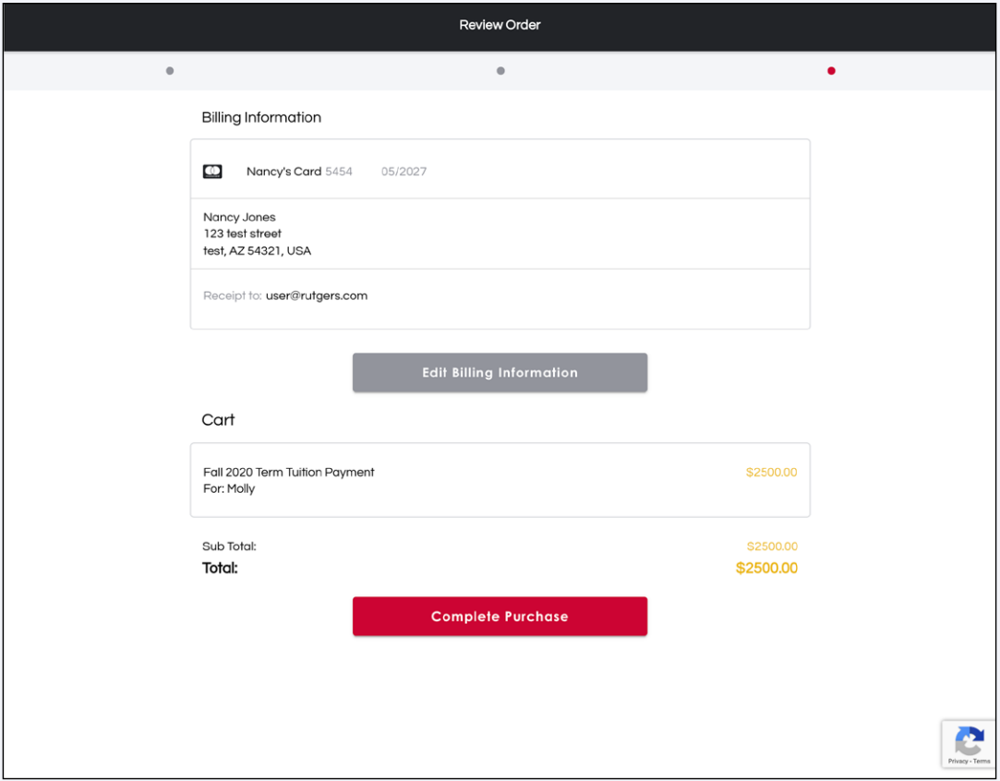 Review Order
Billing Information
Nancy's Card 5454 05/2027
Nancy Jones
123 test street
test, AZ 54321, USA
Receipt to: user@rutgers.com
Edit Billing Information
Cart
Fall 2020 Term Tuition Payment $2500.00
For: Molly
Sub Total: $2500.00
Total: $2500.00
Complete Purchase
Privacy - Terms